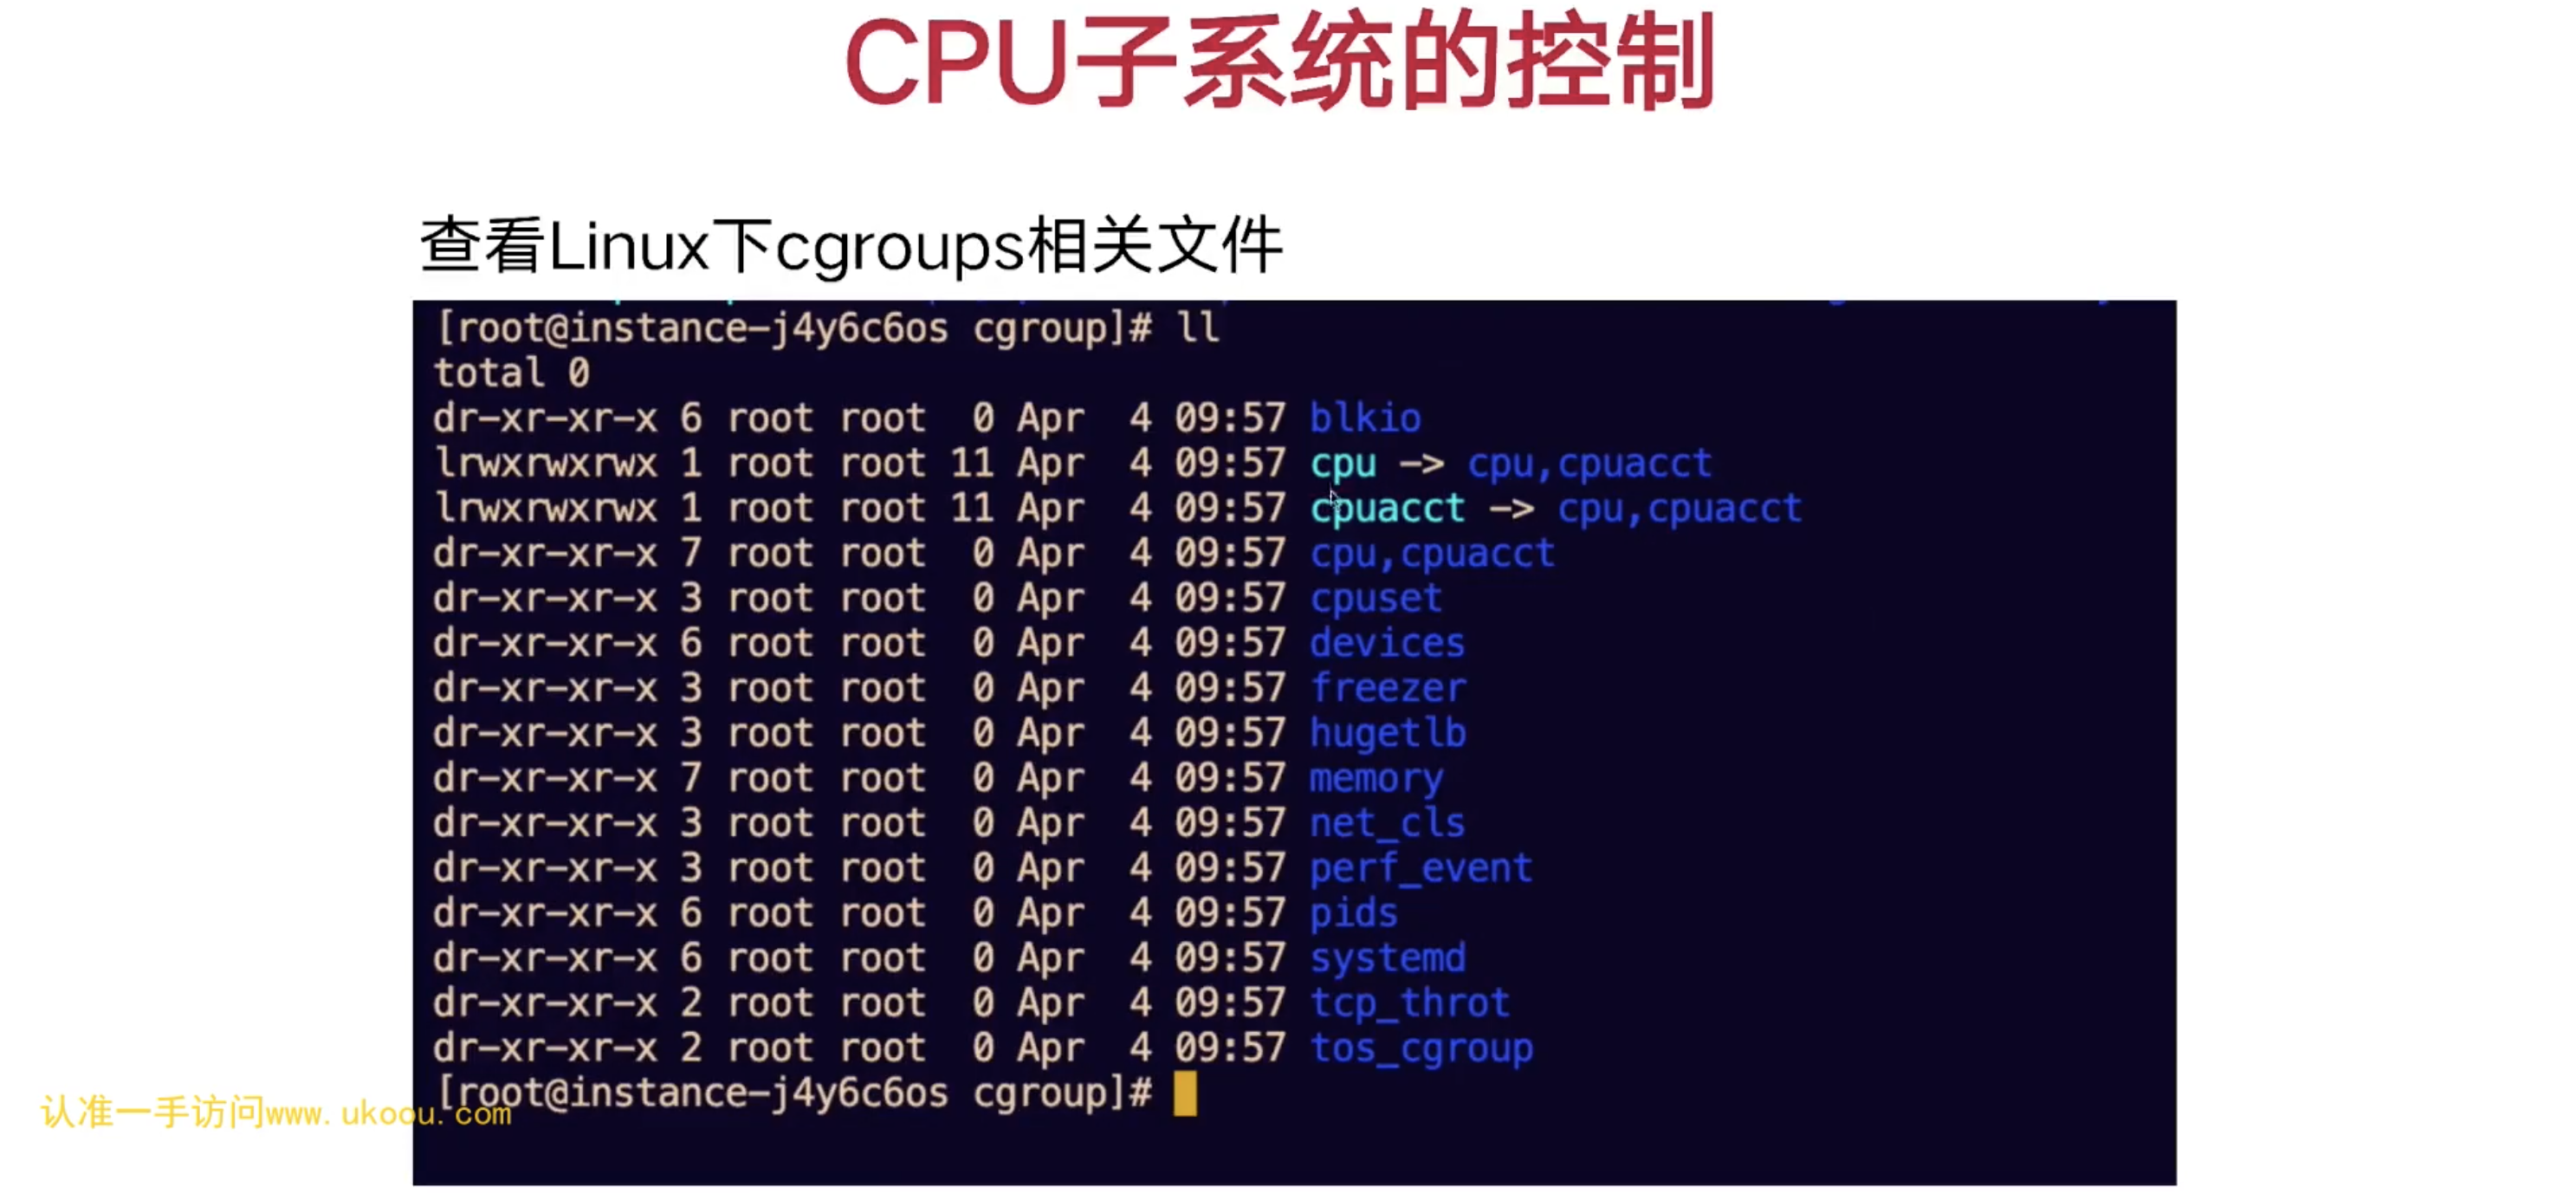 CPU子系统的控制
查看Linux下cgroups相关文件
[root@instance-j4y6c6os cgroup]# ll
total 0
dr-xr-xr-x 6 root root  0 Apr  4 09:57 blkio
lrwxrwxrwx 1 root root 11 Apr  4 09:57 cpu -> cpu,cpuacct
lrwxrwxrwx 1 root root 11 Apr  4 09:57 cpuacct -> cpu,cpuacct
dr-xr-xr-x 7 root root  0 Apr  4 09:57 cpu,cpuacct
dr-xr-xr-x 3 root root  0 Apr  4 09:57 cpuset
dr-xr-xr-x 6 root root  0 Apr  4 09:57 devices
dr-xr-xr-x 3 root root  0 Apr  4 09:57 freezer
dr-xr-xr-x 3 root root  0 Apr  4 09:57 hugetlb
dr-xr-xr-x 7 root root  0 Apr  4 09:57 memory
dr-xr-xr-x 3 root root  0 Apr  4 09:57 net_cls
dr-xr-xr-x 3 root root  0 Apr  4 09:57 perf_event
dr-xr-xr-x 6 root root  0 Apr  4 09:57 pids
dr-xr-xr-x 6 root root  0 Apr  4 09:57 systemd
dr-xr-xr-x 2 root root  0 Apr  4 09:57 tcp_throt
dr-xr-xr-x 2 root root  0 Apr  4 09:57 tos_cgroup
[root@instance-j4y6c6os cgroup]#
认准一手访问www.ukoou.com